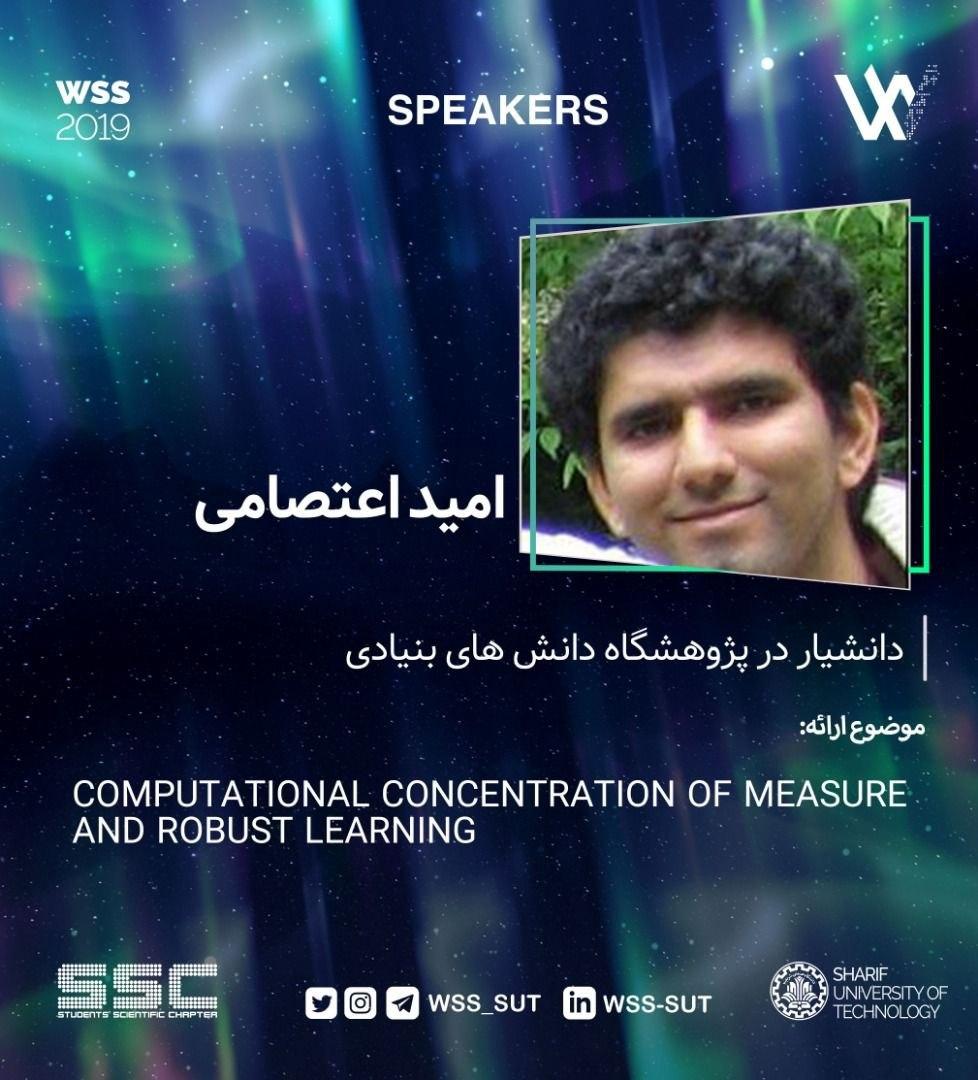 WSS
2019
SPEAKERS
امید اعتصامی
دانشیار در پژوهشگاه دانش های بنیادی
موضوع ارائه:
COMPUTATIONAL CONCENTRATION OF MEASURE
AND ROBUST LEARNING
SSC
STUDENTS' SCIENTIFIC CHAPTER
WSS_SUT
in WSS-SUT
SHARIF
UNIVERSITY OF
TECHNOLOGY